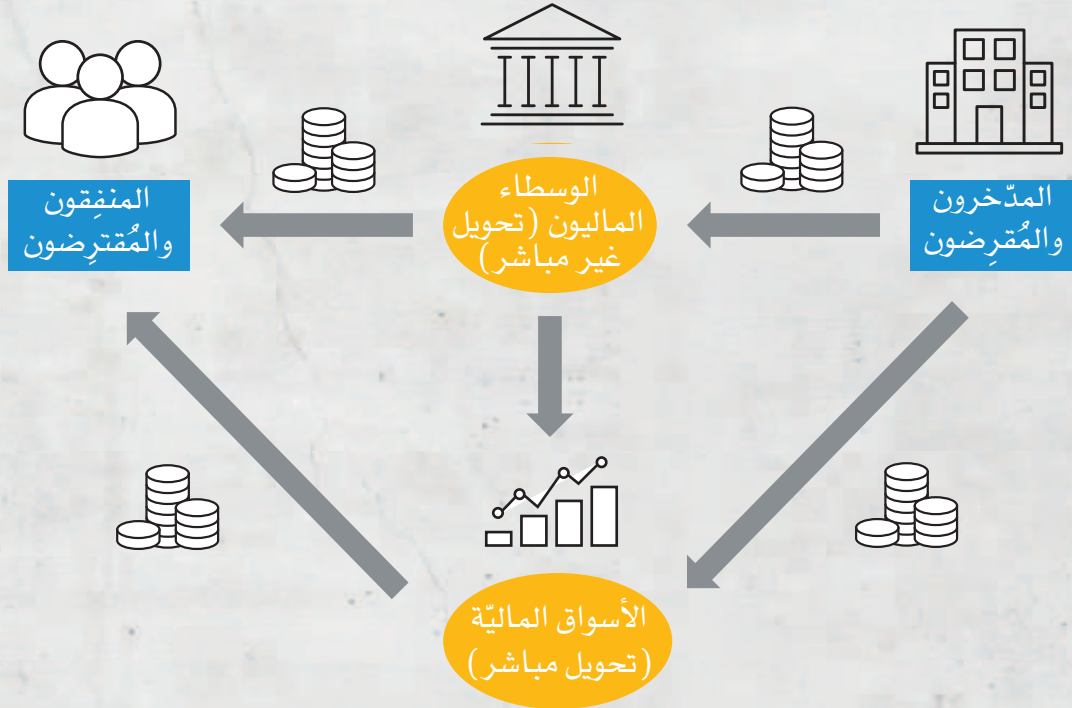 المدّخرون
والمُقرِضون
الوسطاء
الماليون (تحويل
غير مباشر)
المنفِقون
والمُقترِضون
الأسواق الماليّة
(تحويل مباشر)